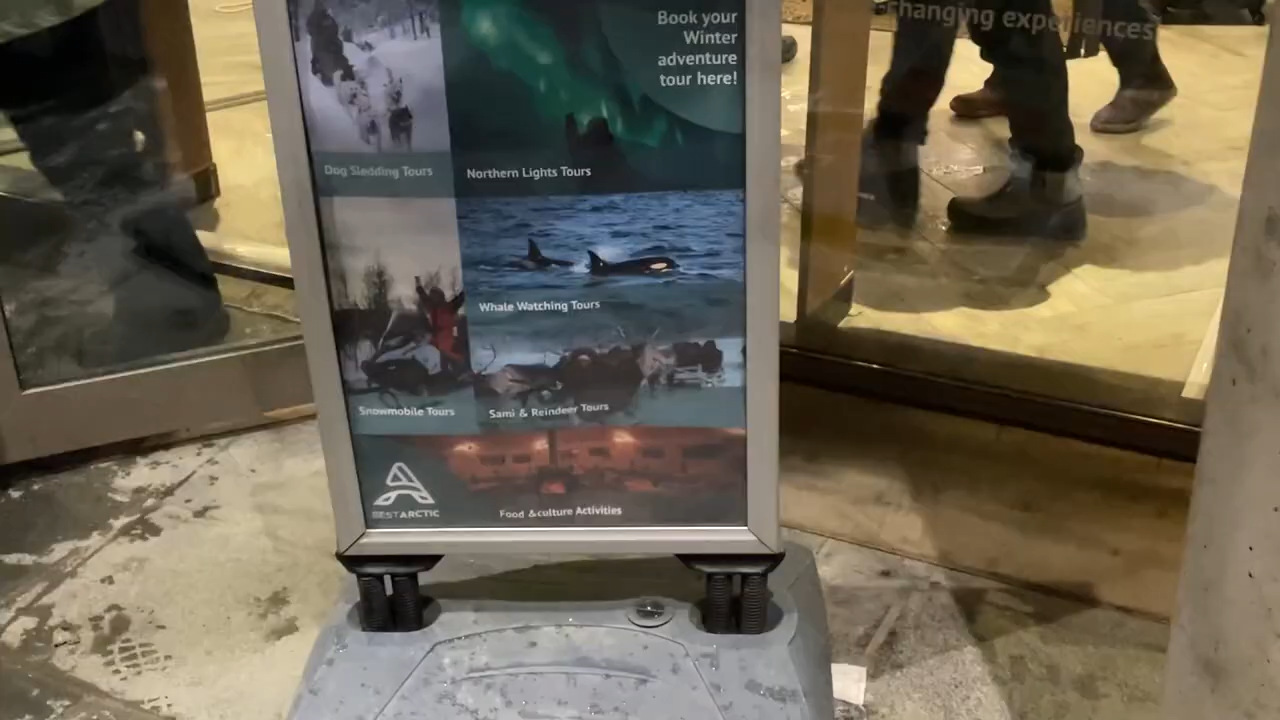 changing experiences
Book your
Winter
adventure
tour here!
Dog Sledding Tours
Northern Lights Tours
Whale Watching Tours
Snowmobile Tours
Sami & Reindeer Tours
BESTARCTIC
Food &culture Activities